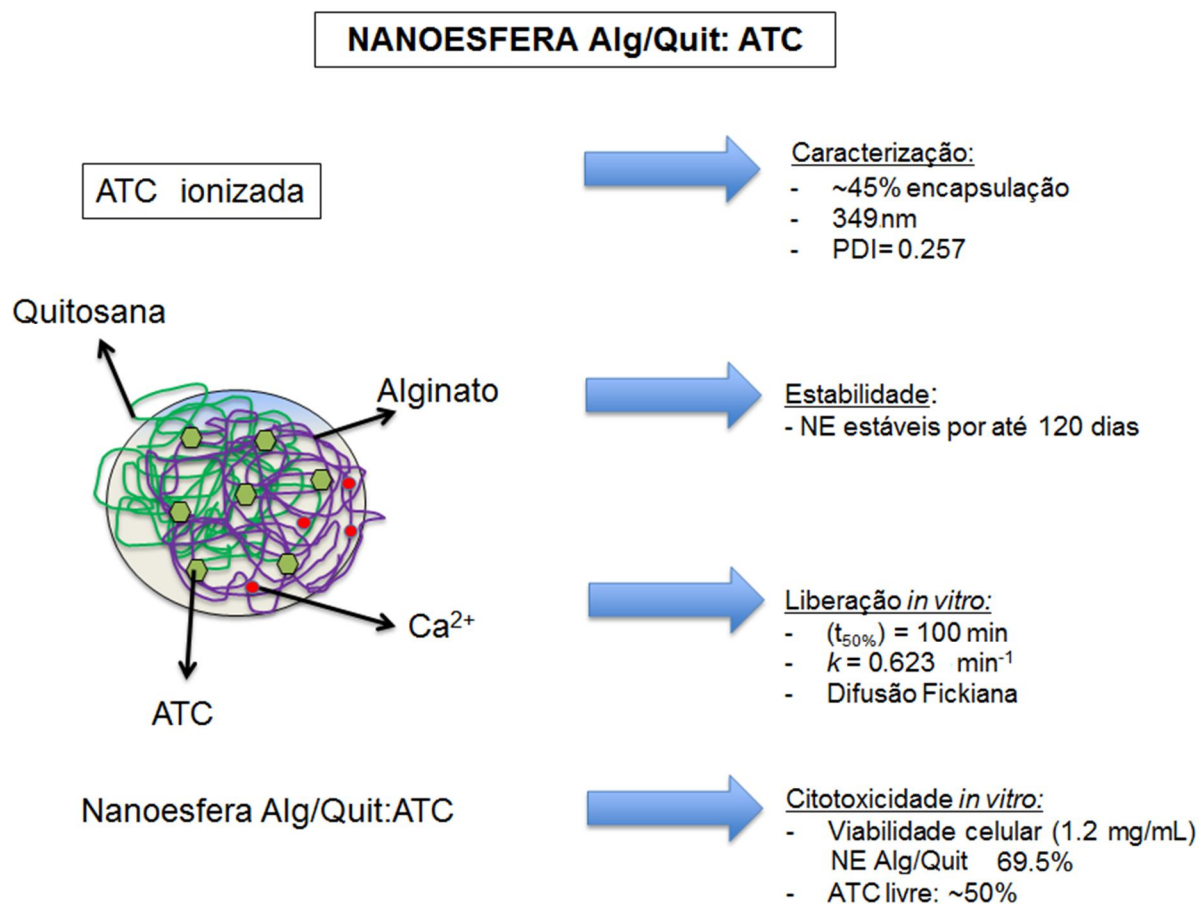 NANOESFERA Alg/Quit: ATC
ATC ionizada
Quitosana
Alginato
Ca²⁺
ATC
Nanoesfera Alg/Quit:ATC
Caracterização:
- ~45% encapsulação
- 349 nm
- PDI= 0.257
Estabilidade:
- NE estáveis por até 120 dias
Liberação in vitro:
- (t50%) = 100 min
- k = 0.623 min⁻¹
- Difusão Fickiana
Citotoxicidade in vitro:
- Viabilidade celular (1.2 mg/mL)
NE Alg/Quit 69.5%
- ATC livre: ~50%